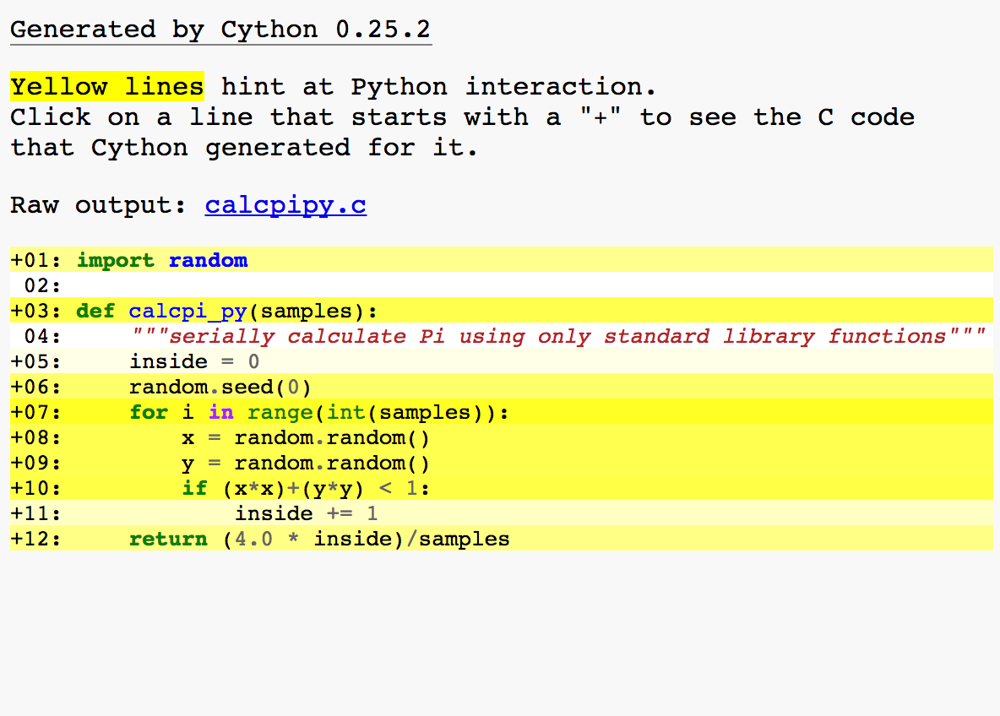 Generated by Cython 0.25.2
Yellow lines hint at Python interaction.
Click on a line that starts with a "+" to see the C code
that Cython generated for it.
Raw output: calcpipy.c
+01: import random
 02:
+03: def calcpi_py(samples):
 04:     """serially calculate Pi using only standard library functions"""
+05:     inside = 0
+06:     random.seed(0)
+07:     for i in range(int(samples)):
+08:         x = random.random()
+09:         y = random.random()
+10:         if (x*x)+(y*y) < 1:
+11:             inside += 1
+12:     return (4.0 * inside)/samples